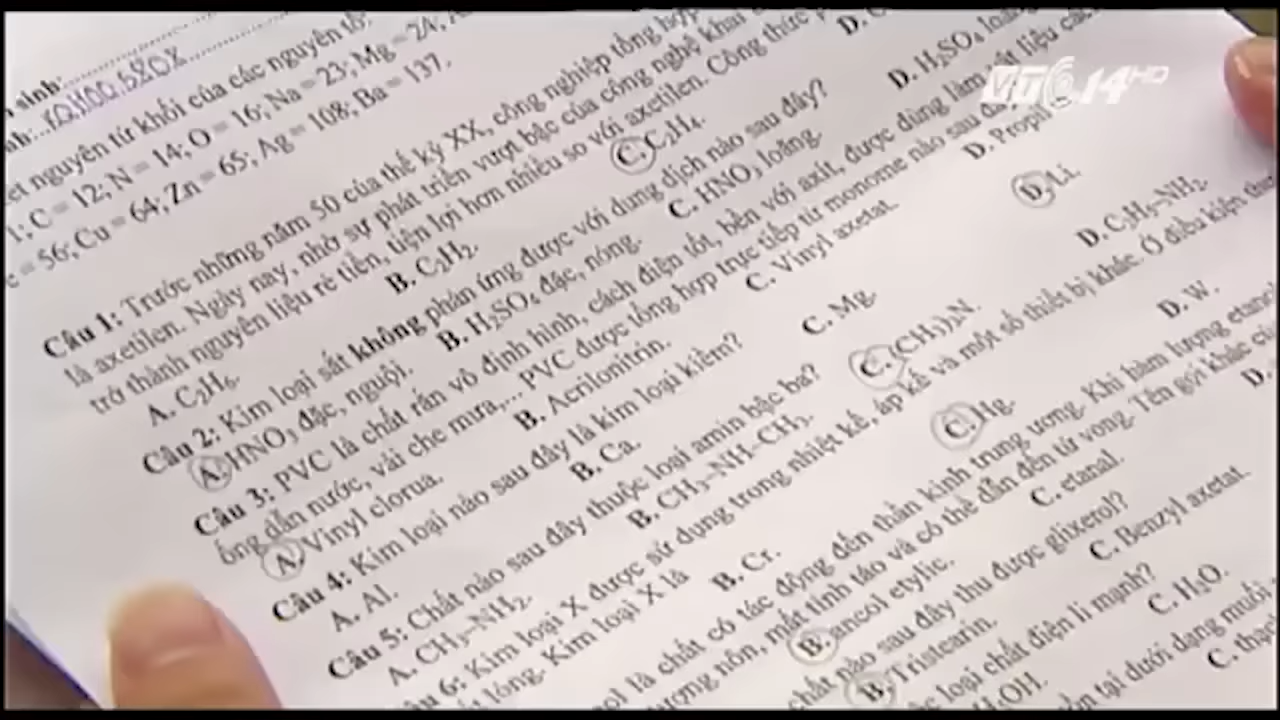 sinh:
10400.5808
nguyên tử khối của các nguyên tố
1; C = 12; N = 14; O = 16; Na = 23; Mg = 24;
= 56; Cu = 64; Zn = 65; Ag = 108; Ba = 137.
Câu 1: Trước những năm 50 của thế kỷ XX, công nghiệp tổng hợp
là axetilen. Ngày nay, nhờ sự phát triển vượt bậc của công nghệ khai
trở thành nguyên liệu rẻ tiền, tiện lợi hơn nhiều so với axetilen. Công thức
A. C₂H₆. B. C₂H₂. C. C₂H₄. D.
Câu 2: Kim loại sắt không phản ứng được với dung dịch nào sau đây?
A. HNO₃ đặc, nguội. B. H₂SO₄ đặc, nóng. C. HNO₃ loãng. D. H₂SO₄ loãng
Câu 3: PVC là chất rắn vô định hình, cách điện tốt, bền với axit, được dùng làm vật liệu
ống dẫn nước, vải che mưa,... PVC được tổng hợp trực tiếp từ monome nào sau
A. Vinyl clorua. B. Acrilonitrin. C. Vinyl axetat. D.
Câu 4: Kim loại nào sau đây là kim loại kiềm?
A. Al. B. Ca. C. Mg. D. Li.
Câu 5: Chất nào sau đây thuộc loại amin bậc ba?
A. CH₃–NH₂. B. CH₃–NH–CH₃. C. (CH₃)₃N. D. C₂H₅–NH₂.
6: Kim loại X được sử dụng trong nhiệt kế, áp kế và một số thiết bị khác. Ở điều kiện
lỏng. Kim loại X là
B. Cr. C. Hg. D. W.
là chất có tác động đến thần kinh trung ương. Khi hàm lượng etanol
nôn, mất tỉnh táo và có thể dẫn đến tử vong. Tên gọi khác
B. ancol etylic. C. etanal. D.
chất nào sau đây thu được glixerol?
B. Tristearin. C. Benzyl axetat.
loại chất điện li mạnh?
C. H₂O.
tại dưới dạng muối
C.
VTC14HD